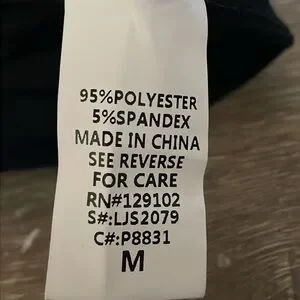 95%POLYESTER
5%SPANDEX
MADE IN CHINA
SEE REVERSE
FOR CARE
RN#129102
S#:LJS2079
C#:P8831
M